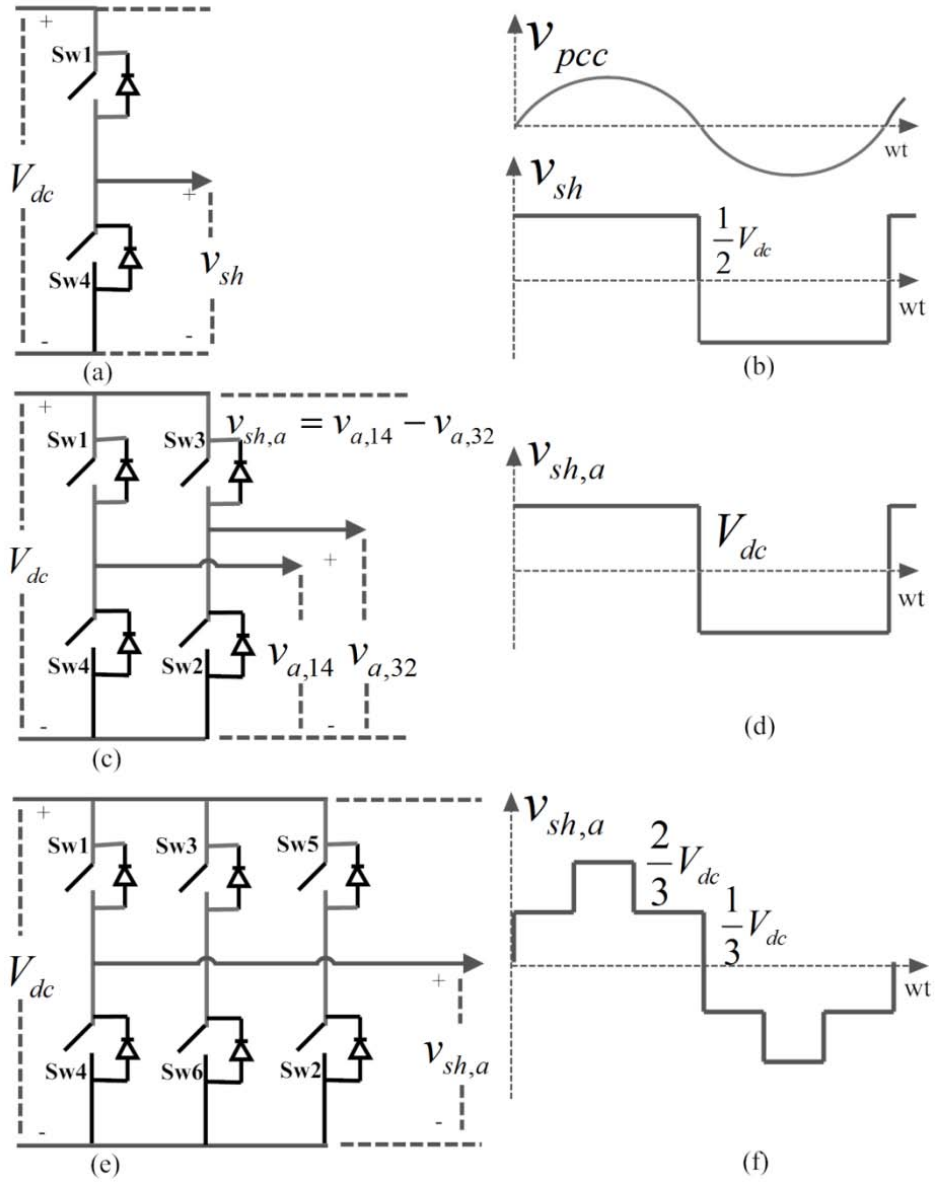 +
Sw1
V_dc
+
Sw4
v_sh
-
-
(a)
v_pcc
wt
v_sh
1/2 V_dc
wt
(b)
+
Sw1
Sw3
v_sh,a = v_a,14 − v_a,32
V_dc
+
Sw4
Sw2
v_a,14
v_a,32
-
-
(c)
v_sh,a
V_dc
wt
(d)
+
Sw1
Sw3
Sw5
V_dc
+
Sw4
Sw6
Sw2
v_sh,a
-
-
(e)
v_sh,a
2/3 V_dc
1/3 V_dc
wt
(f)